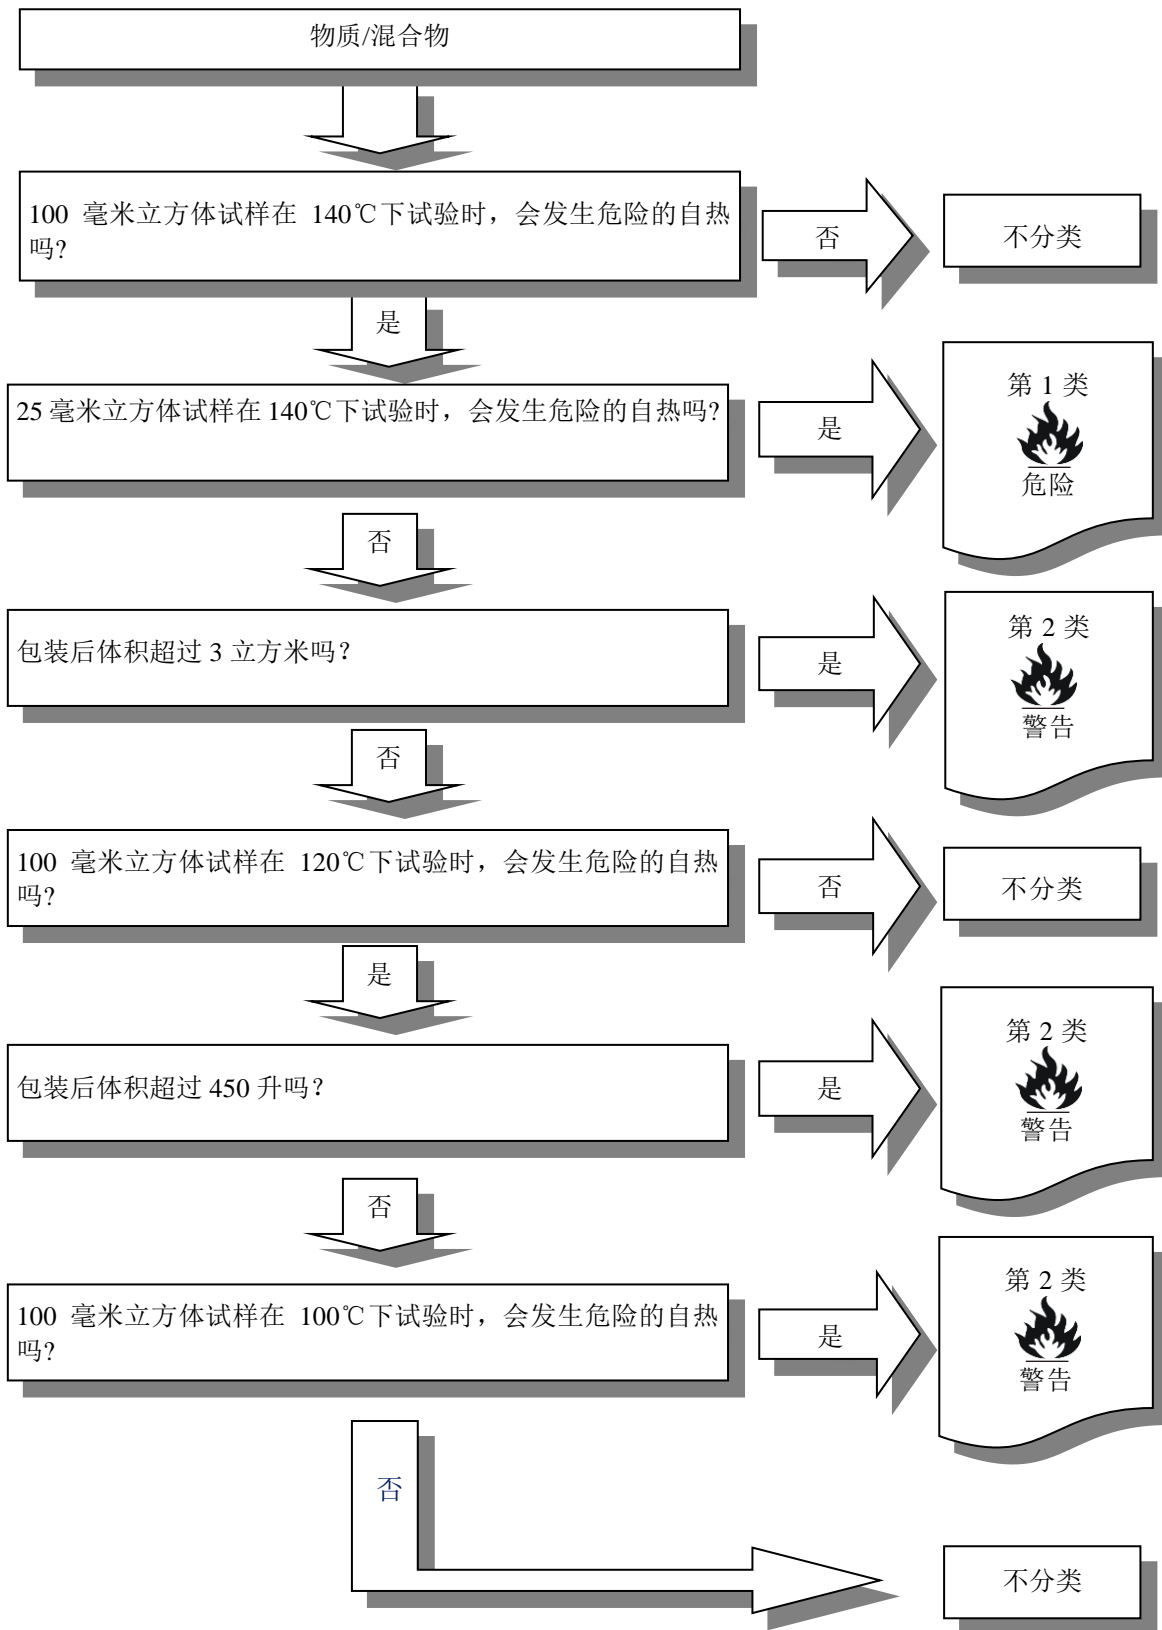 物质/混合物
100 毫米立方体试样在 140℃下试验时，会发生危险的自热
吗?
否
不分类
是
25 毫米立方体试样在 140℃下试验时，会发生危险的自热吗?
是
第 1 类
危险
否
包装后体积超过 3 立方米吗？
是
第 2 类
警告
否
100 毫米立方体试样在 120℃下试验时，会发生危险的自热
吗?
否
不分类
是
包装后体积超过 450 升吗？
是
第 2 类
警告
否
100 毫米立方体试样在 100℃下试验时，会发生危险的自热
吗?
是
第 2 类
警告
否
不分类